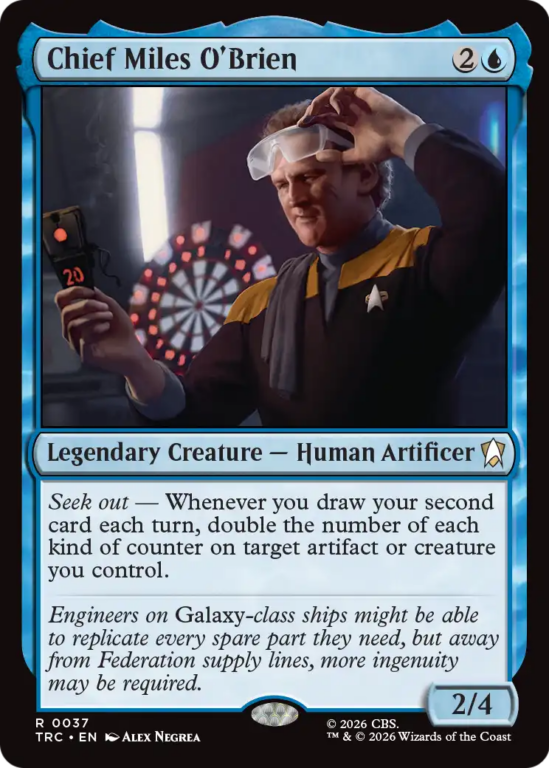 Chief Miles O'Brien 2
20
Legendary Creature — Human Artificer
Seek out — Whenever you draw your second
card each turn, double the number of each
kind of counter on target artifact or creature
you control.
Engineers on Galaxy-class ships might be able
to replicate every spare part they need, but away
from Federation supply lines, more ingenuity
may be required.
2/4
R 0037
TRC • EN ALEX NEGREA
© 2026 CBS.
™ & © 2026 Wizards of the Coast